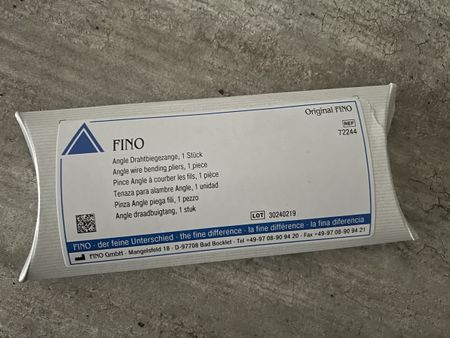 Original FINO
FINO
REF
72244
Angle Drahtbiegezange, 1 Stück
Angle wire bending pliers, 1 piece
Pince Angle à courber les fils, 1 pièce
Tenaza para alambre Angle, 1 unidad
Pinza Angle piega fili, 1 pezzo
Angle draadbuigtang, 1 stuk
LOT 30240219
FINO · der feine Unterschied · the fine difference · la fine différence · la fina diferencia
FINO GmbH · Mangelsfeld 18 · D-97708 Bad Bocklet · Tel +49-97 08-90 94 20 · Fax +49-97 08-90 94 21